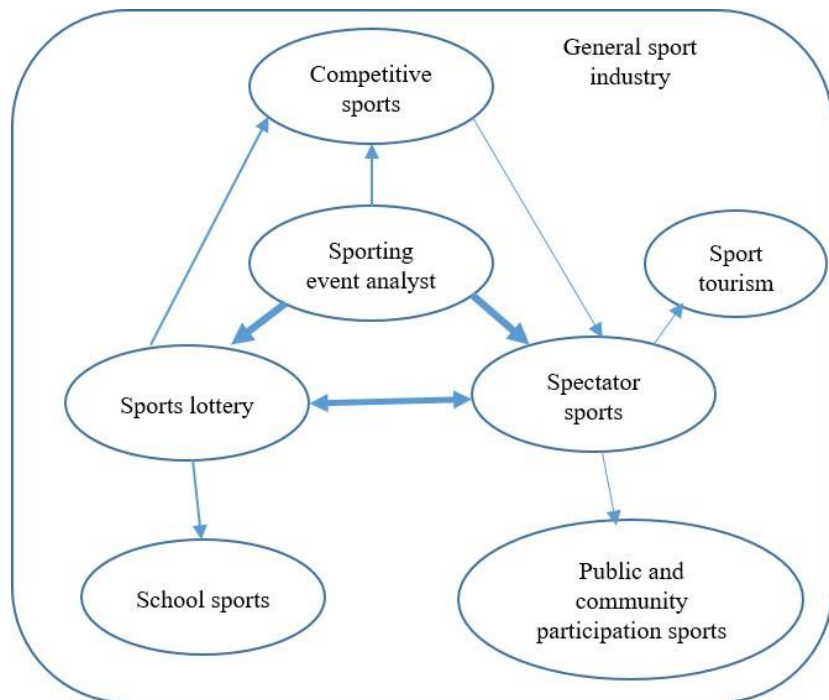 Competitive
sports
General sport
industry
Sporting
event analyst
Sport
tourism
Sports lottery
Spectator
sports
School sports
Public and
community
participation sports